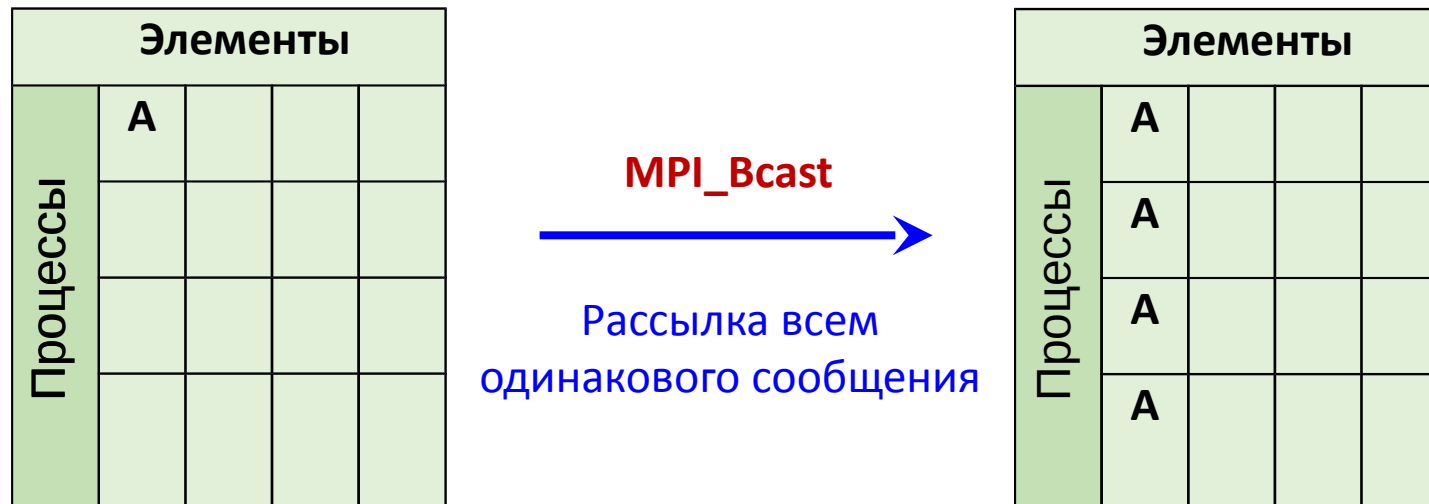 Элементы
Процессы
A
MPI_Bcast
Рассылка всем
одинакового сообщения
Элементы
Процессы
A
A
A
A